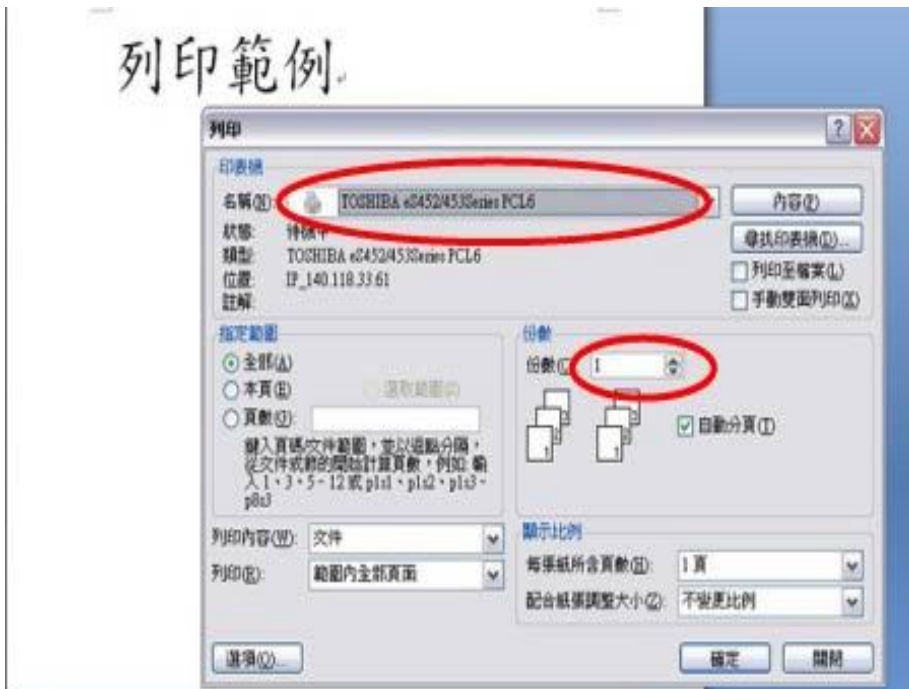 列印範例
列印
印表機
名稱(N): TOSHIBA eS452/453Series PCL6 內容(P)
狀態: 待機中 尋找印表機(D)...
類型: TOSHIBA eS452/453Series PCL6 列印至檔案(L)
位置: IP_140.118.33.61 手動雙面列印(X)
註解:
指定範圍 份數
全部(A) 份數(C 1
本頁(E) 選取範圍(S)
頁數(G): 自動分頁(T)
鍵入頁碼/文件範圍,並以逗點分隔,
從文件或節的開始計算頁數,例如: 輸
入 1、3、5-12 或 p1s1、p1s2、p1s3-
p8s3
列印內容(W): 文件 顯示比例
列印(R): 範圍內全部頁面 每張紙所含頁數(H): 1 頁
配合紙張調整大小(Z): 不變更比例
選項(O)... 確定 關閉